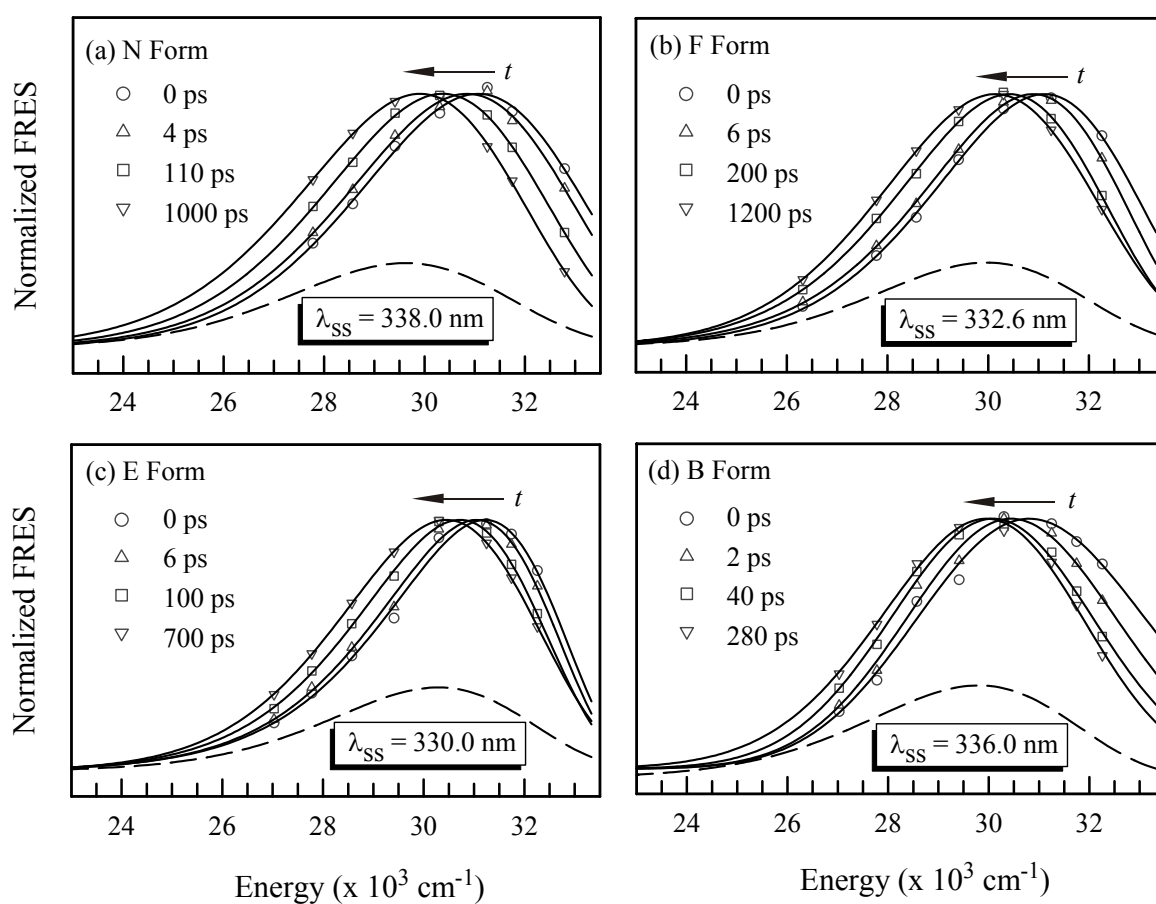 (a) N Form
t
○ 0 ps
△ 4 ps
□ 110 ps
▽ 1000 ps
λSS = 338.0 nm
24 26 28 30 32
(b) F Form
t
○ 0 ps
△ 6 ps
□ 200 ps
▽ 1200 ps
λSS = 332.6 nm
24 26 28 30 32
Normalized FRES
(c) E Form
t
○ 0 ps
△ 6 ps
□ 100 ps
▽ 700 ps
λSS = 330.0 nm
24 26 28 30 32
Energy (x 10³ cm⁻¹)
(d) B Form
t
○ 0 ps
△ 2 ps
□ 40 ps
▽ 280 ps
λSS = 336.0 nm
24 26 28 30 32
Energy (x 10³ cm⁻¹)
Normalized FRES